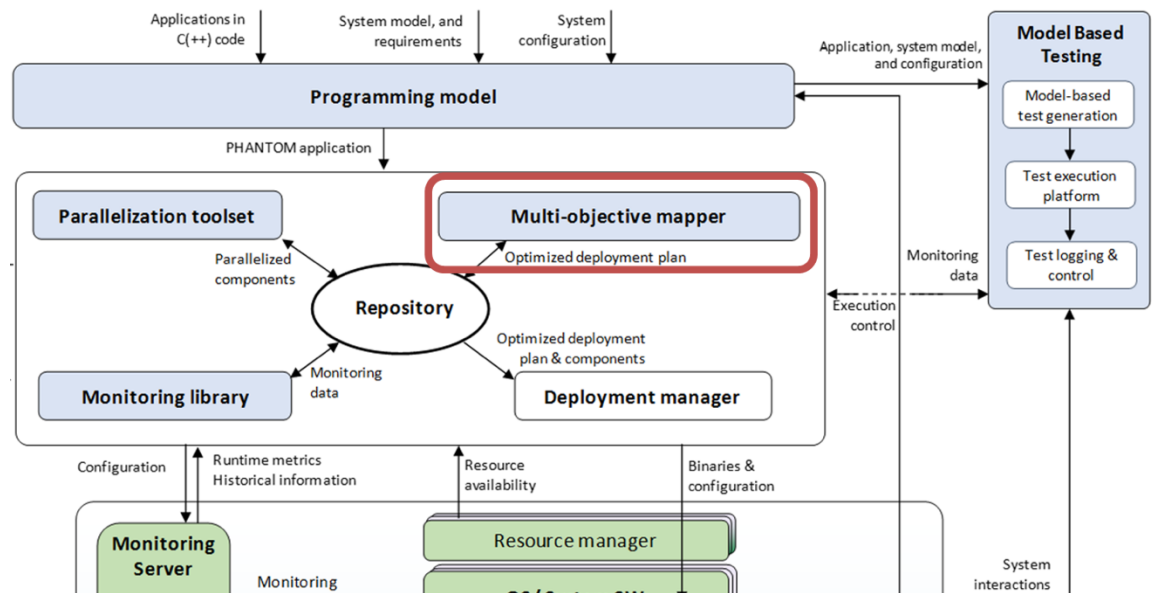 Applications in
C(++) code
System model, and
requirements
System
configuration
Programming model
Application, system model,
and configuration
Model Based
Testing
Model-based
test generation
Test execution
platform
Test logging &
control
PHANTOM application
Parallelization toolset
Multi-objective mapper
Parallelized
components
Optimized deployment plan
Repository
Monitoring
data
Execution
control
Optimized deployment
plan & components
Monitoring
data
Monitoring library
Deployment manager
Configuration
Runtime metrics
Historical information
Resource
availability
Binaries &
configuration
Monitoring
Server
Resource manager
Monitoring
System
interactions